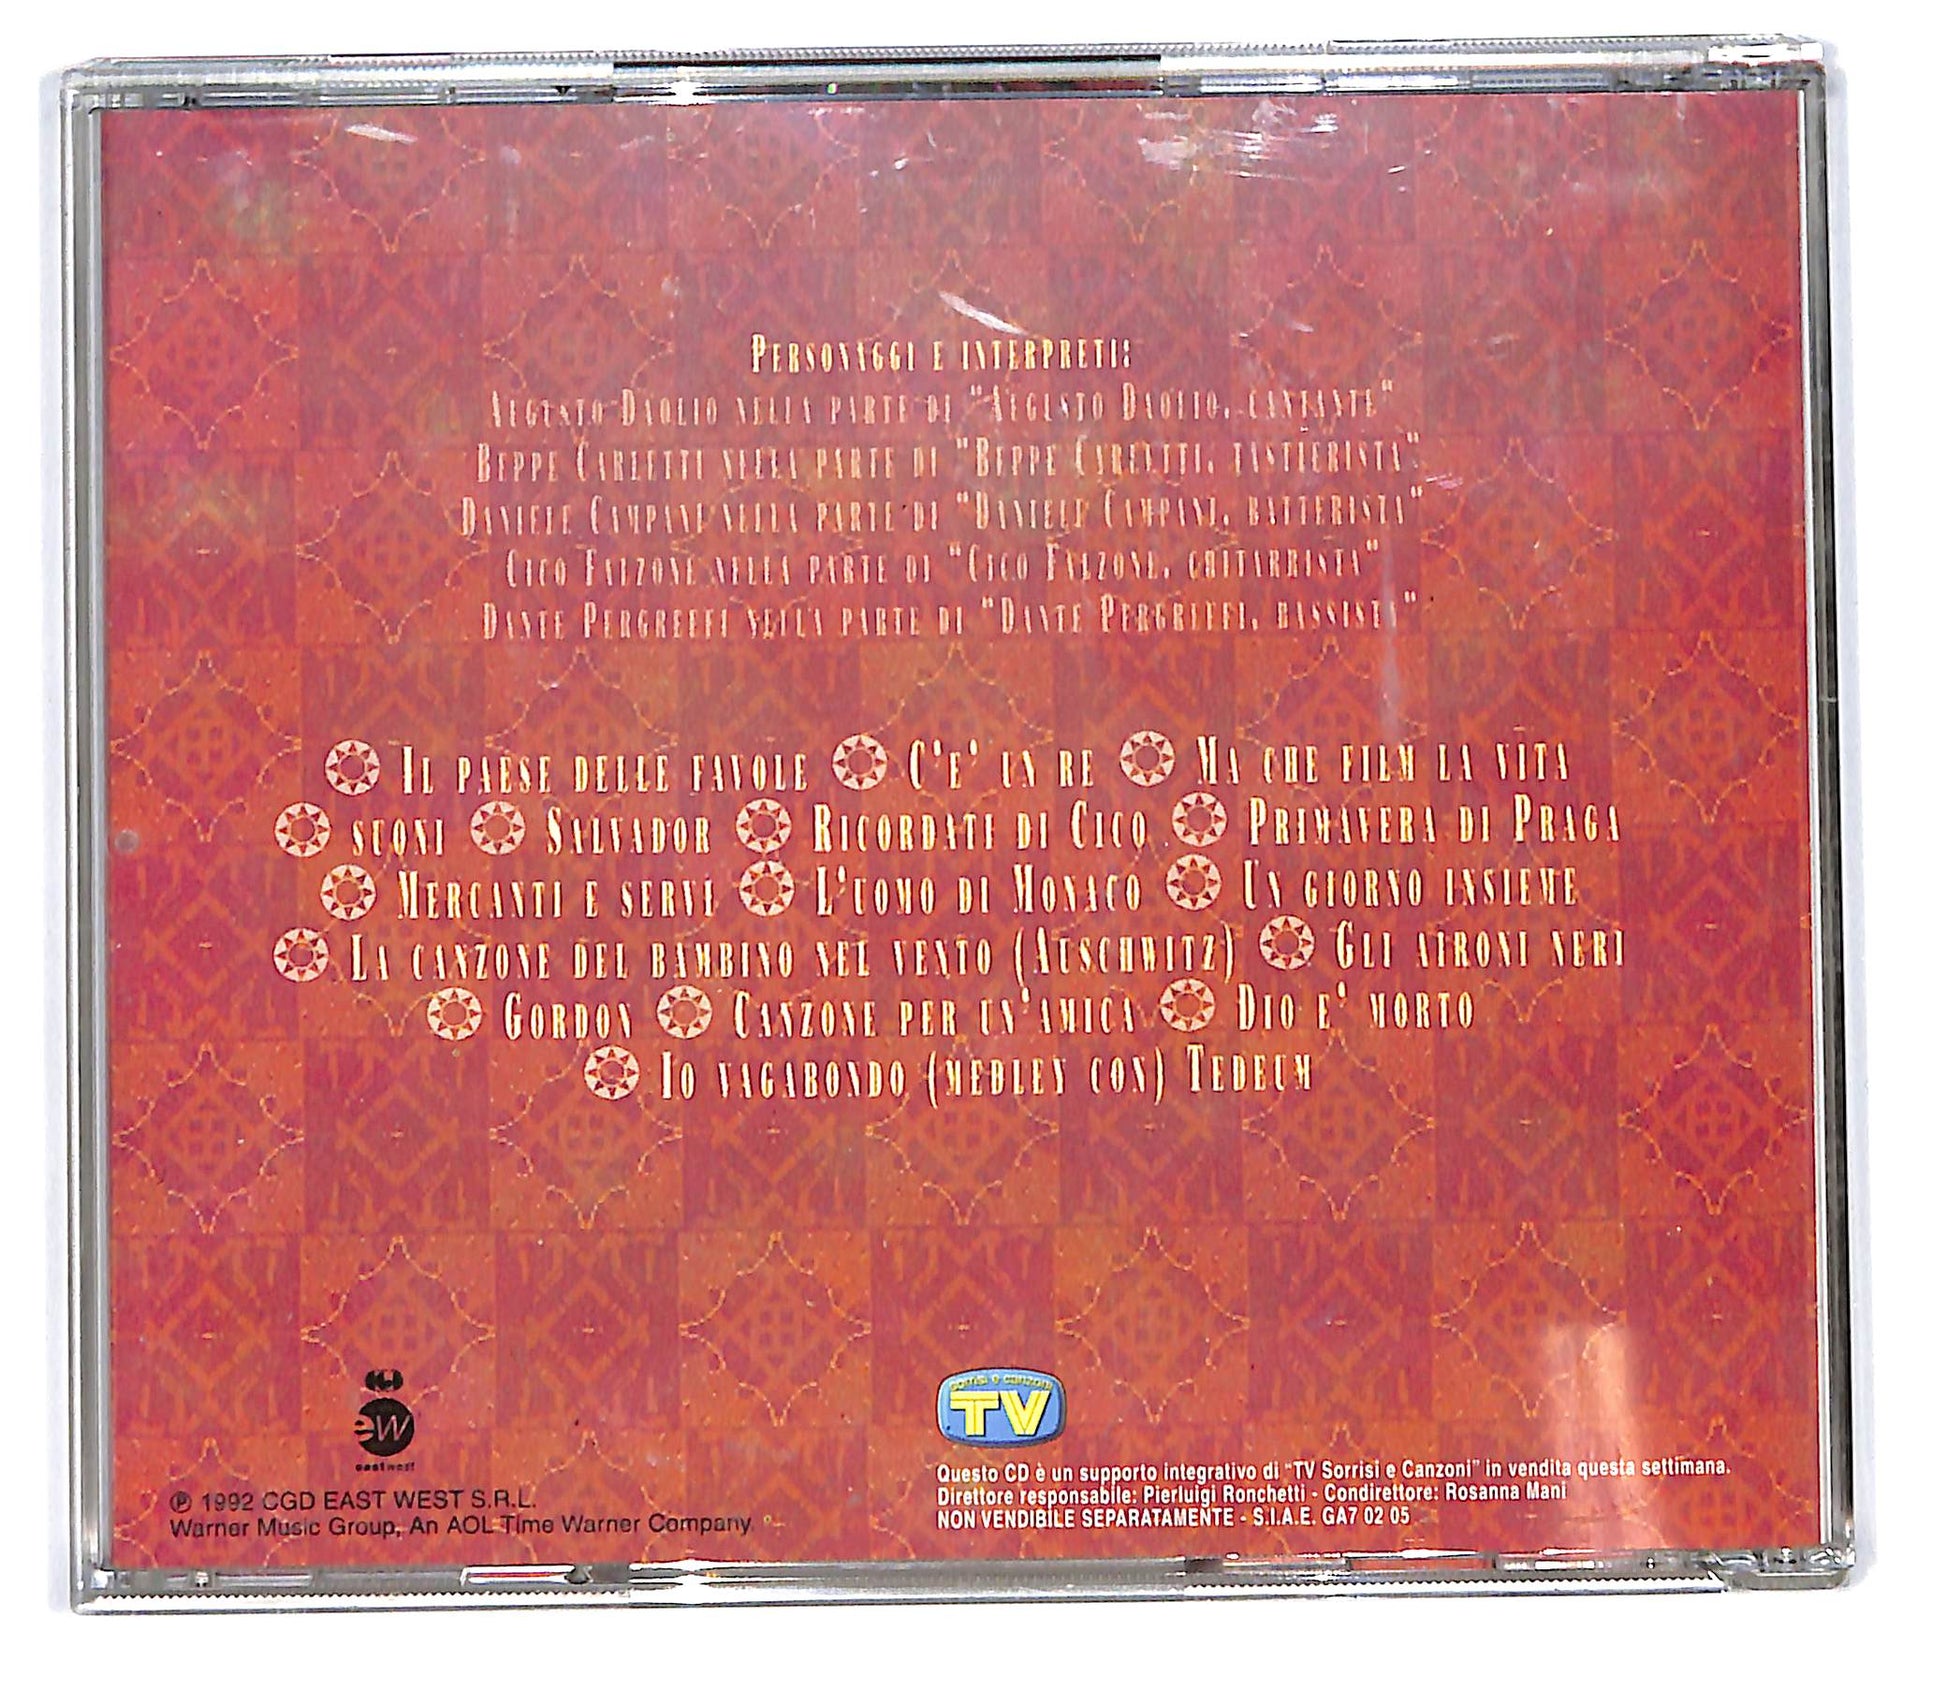 Personaggi e interpreti:
Augusto Daolio nella parte di "Augusto Daolio, cantante"
Beppe Carletti nella parte di "Beppe Carletti, tastierista"
Daniele Campani nella parte di "Daniele Campani, batterista"
Cico Falzone nella parte di "Cico Falzone, chitarrista"
Dante Pergreffi nella parte di "Dante Pergreffi, bassista"
Il paese delle favole C'e' un re Ma che film la vita
suoni Salvador Ricordati di Cico Primavera di Praga
Mercanti e servi L'uomo di Monaco Un giorno insieme
La canzone del bambino nel vento (Auschwitz) Gli aironi neri
Gordon Canzone per un'amica Dio e' morto
Io vagabondo (medley con) Tedeum
ew
eastwest
℗ 1992 CGD EAST WEST S.R.L.
Warner Music Group, An AOL Time Warner Company
sorrisi e canzoni
TV
Questo CD è un supporto integrativo di "TV Sorrisi e Canzoni" in vendita questa settimana.
Direttore responsabile: Pierluigi Ronchetti - Condirettore: Rosanna Mani
NON VENDIBILE SEPARATAMENTE - S.I.A.E. GA7 02 05